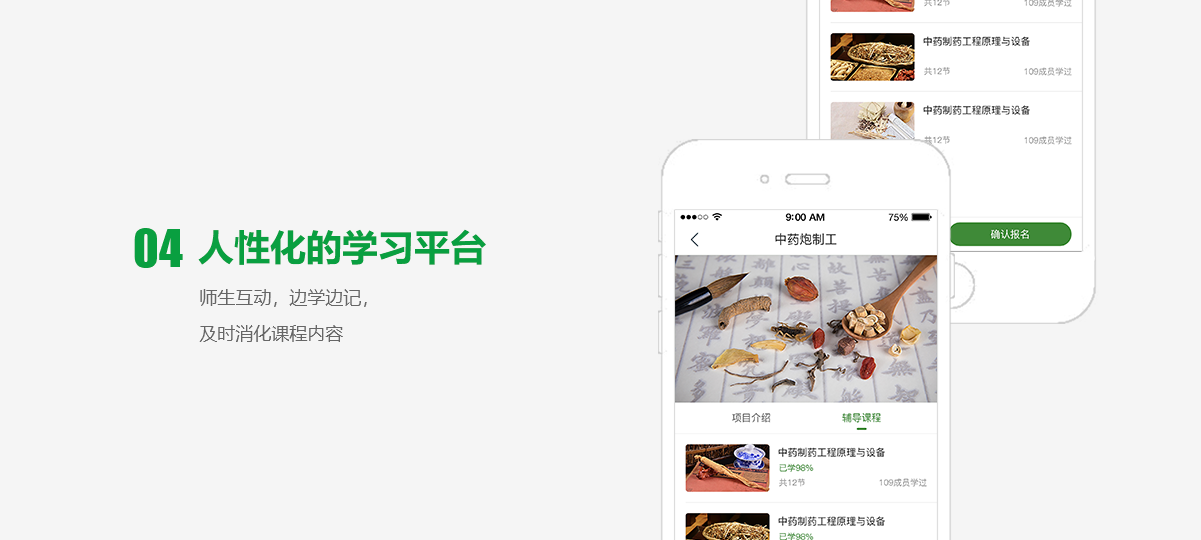 04 人性化的学习平台
师生互动，边学边记，
及时消化课程内容
共12节 109成员学过
中药制药工程原理与设备
共12节 109成员学过
中药制药工程原理与设备
共12节 109成员学过
确认报名
9:00 AM 75%
中药炮制工
项目介绍 辅导课程
中药制药工程原理与设备
已学98%
共12节 109成员学过
中药制药工程原理与设备
已学98%